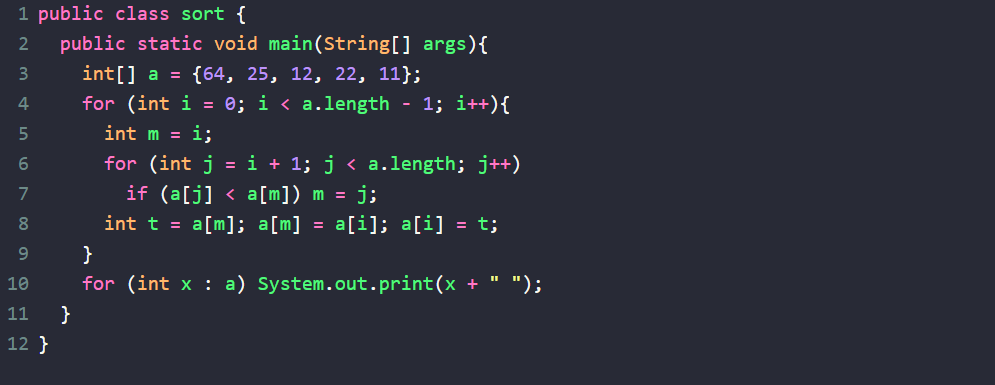 1 public class sort {
2   public static void main(String[] args){
3     int[] a = {64, 25, 12, 22, 11};
4     for (int i = 0; i < a.length - 1; i++){
5       int m = i;
6       for (int j = i + 1; j < a.length; j++)
7         if (a[j] < a[m]) m = j;
8       int t = a[m]; a[m] = a[i]; a[i] = t;
9     }
10     for (int x : a) System.out.print(x + " ");
11   }
12 }